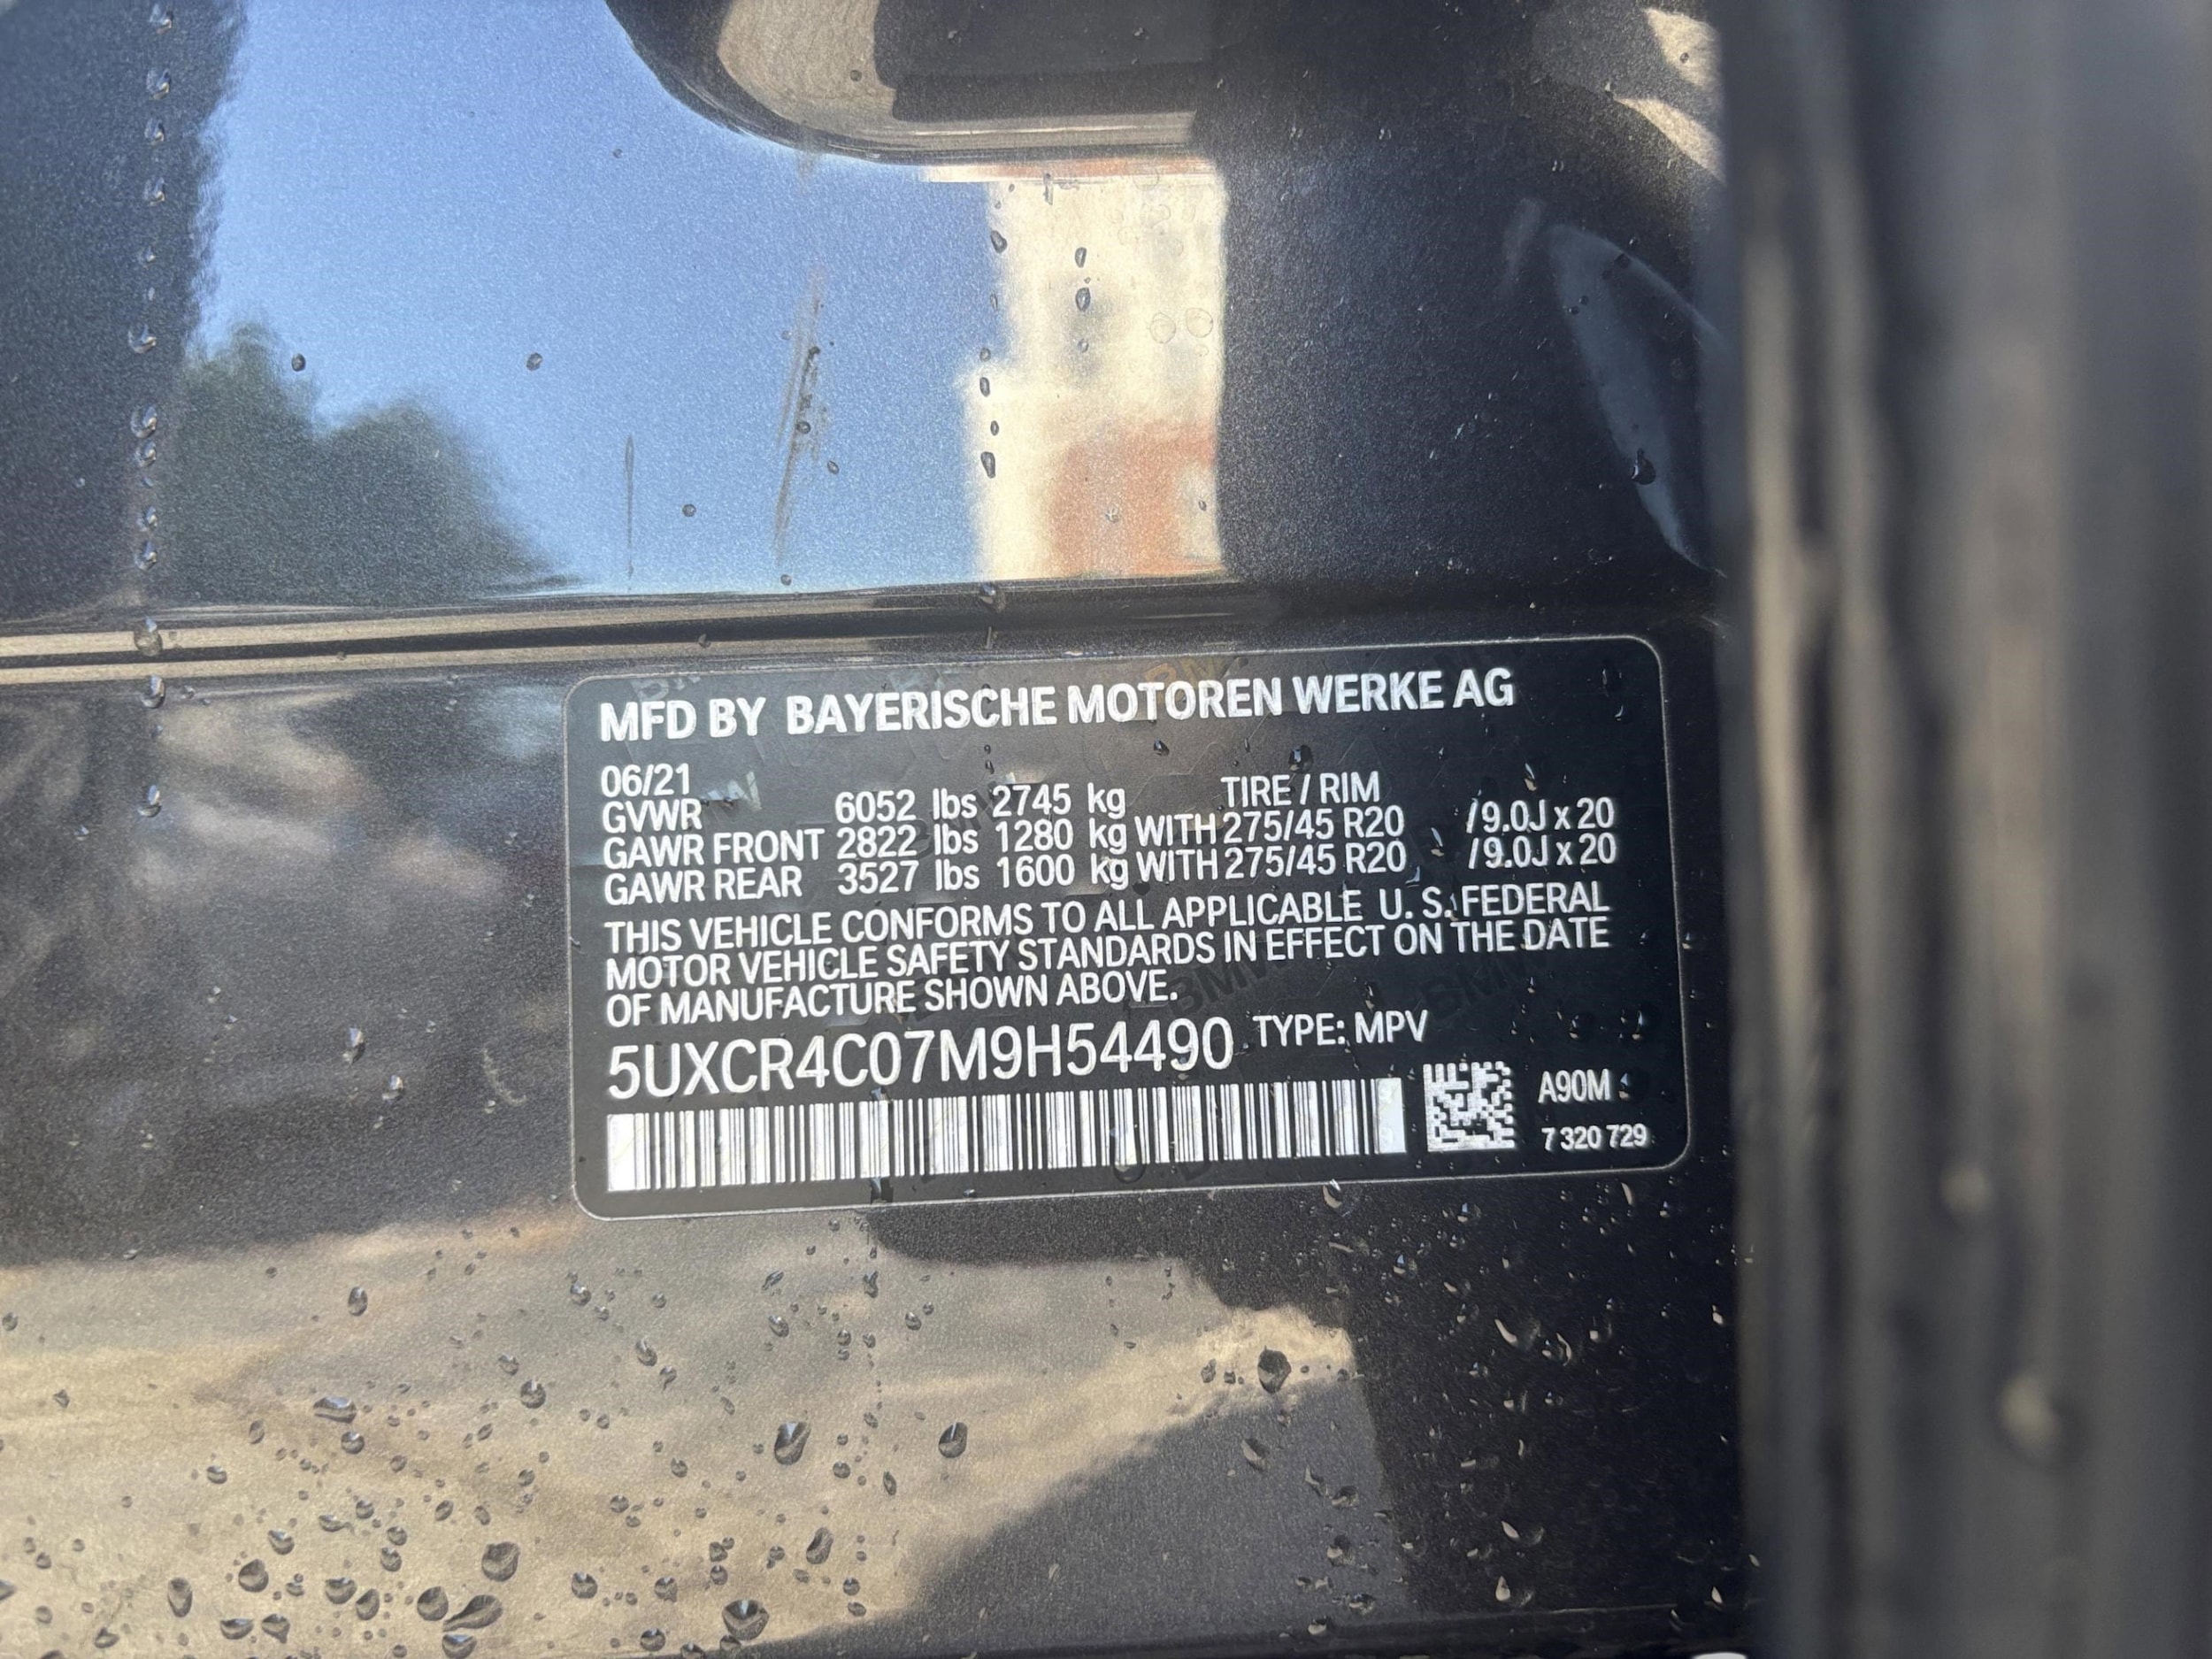 MFD BY BAYERISCHE MOTOREN WERKE AG
06/21
TIRE / RIM
GVWR 6052 lbs 2745 kg
GAWR FRONT 2822 lbs 1280 kg WITH 275/45 R20 /9.0J x 20
GAWR REAR 3527 lbs 1600 kg WITH 275/45 R20 /9.0J x 20
THIS VEHICLE CONFORMS TO ALL APPLICABLE U. S. FEDERAL
MOTOR VEHICLE SAFETY STANDARDS IN EFFECT ON THE DATE
OF MANUFACTURE SHOWN ABOVE.
5UXCR4C07M9H54490 TYPE: MPV
A90M
7 320 729